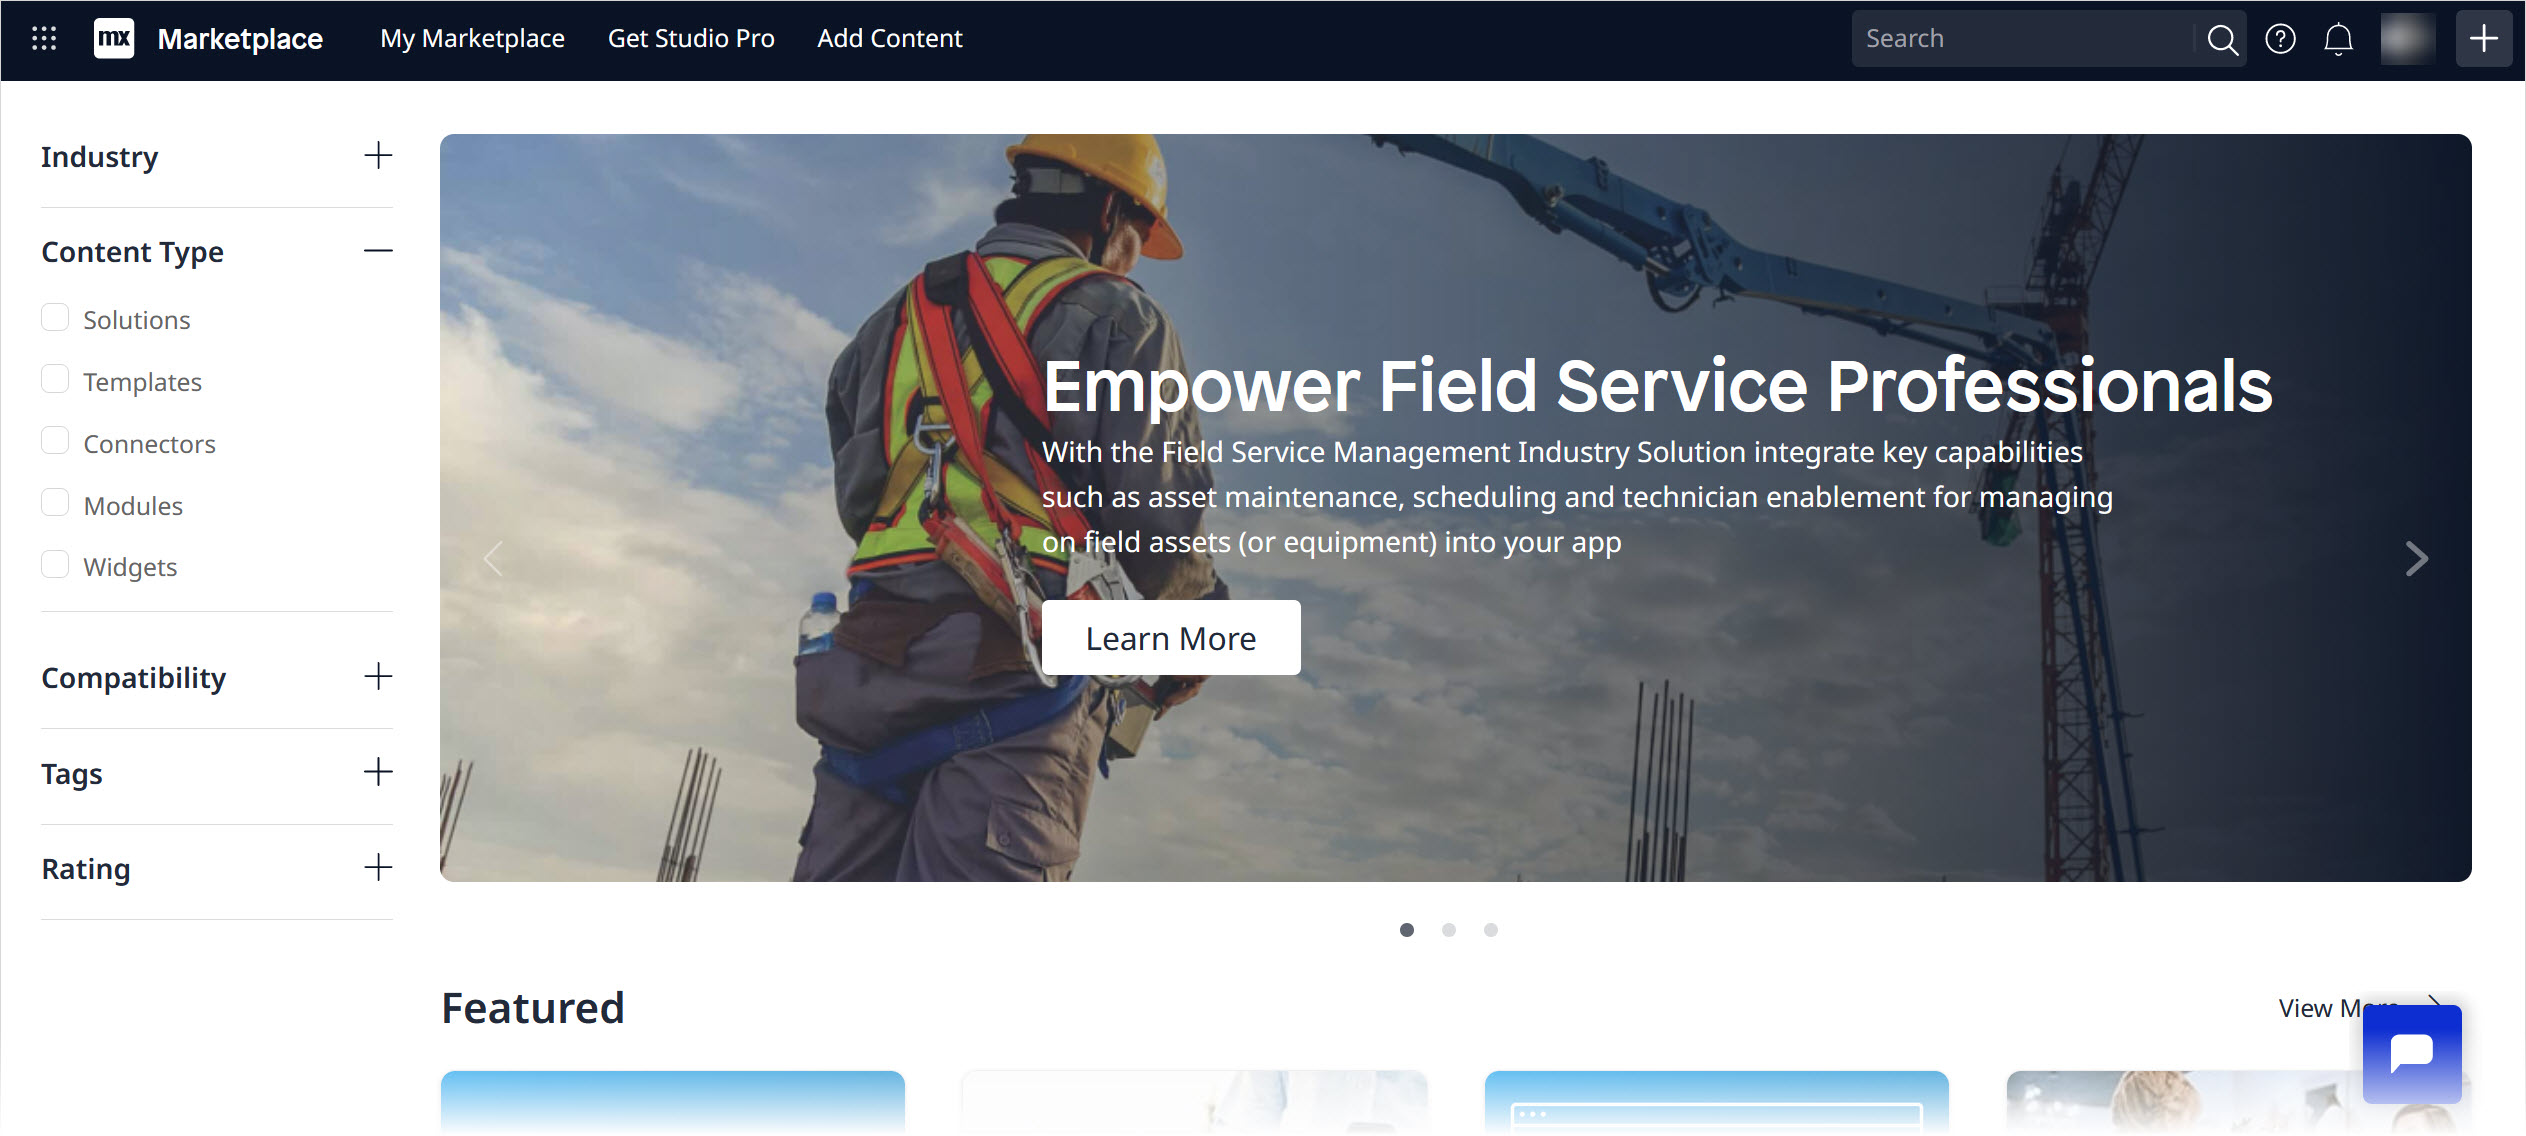 mx Marketplace My Marketplace Get Studio Pro Add Content Search
Industry
Content Type
Solutions
Templates
Connectors
Modules
Widgets
Compatibility
Tags
Rating
Empower Field Service Professionals
With the Field Service Management Industry Solution integrate key capabilities
such as asset maintenance, scheduling and technician enablement for managing
on field assets (or equipment) into your app
Learn More
Featured
View More